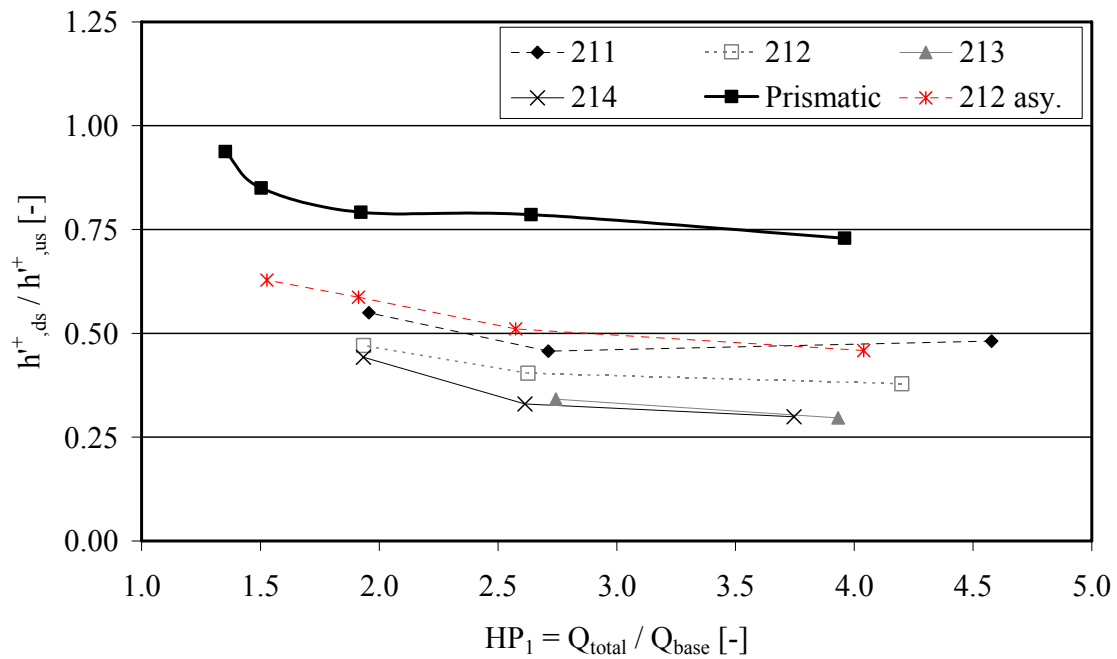 1.25
211
212
213
214
Prismatic
212 asy.
1.00
0.75
0.50
0.25
0.00
h'⁺,ds / h'⁺,us [-]
1.0 1.5 2.0 2.5 3.0 3.5 4.0 4.5 5.0
HP₁ = Q_total / Q_base [-]